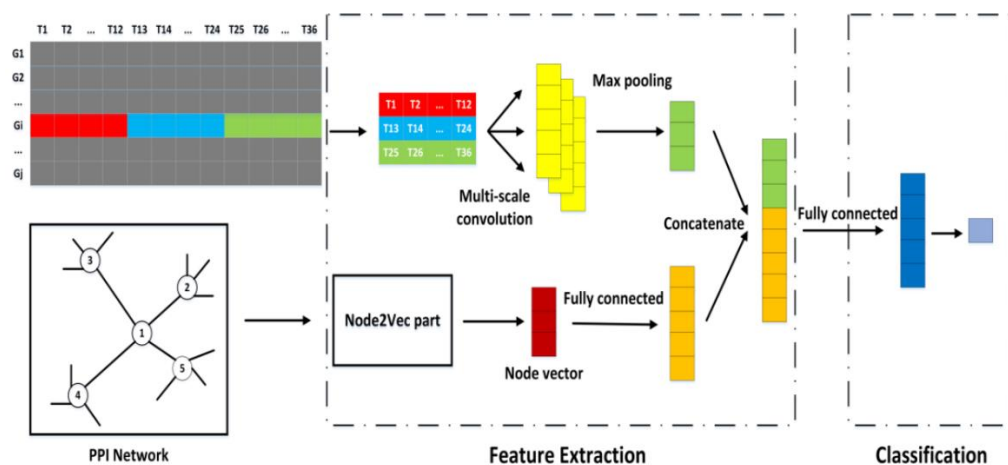 T1 T2 ... T12 T13 T14 ... T24 T25 T26 ... T36
G1
G2
...
Gi
...
Gj
T1 T2 ... T12
T13 T14 ... T24
T25 T26 ... T36
Multi-scale
convolution
Max pooling
Concatenate
Fully connected
3
2
1
5
4
PPI Network
Node2Vec part
Node vector
Fully connected
Feature Extraction
Classification